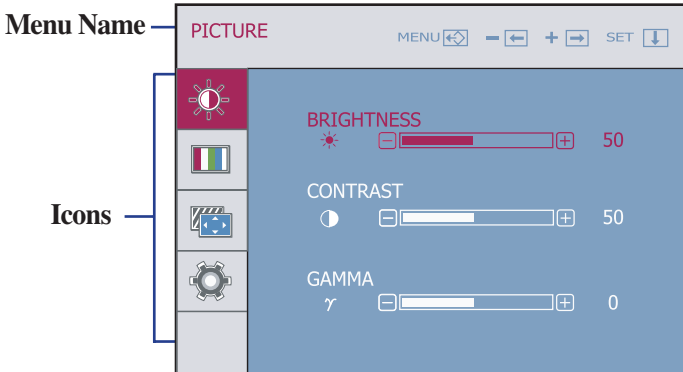 Menu Name
PICTURE
MENU - + SET
BRIGHTNESS
50
CONTRAST
50
Icons
GAMMA
γ
0